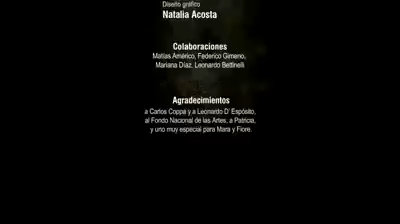 Diseño gráfico
Natalia Acosta
Colaboraciones
Matías Américo, Federico Gimeno,
Mariana Díaz, Leonardo Bettinelli
Agradecimientos
a Carlos Coppa y a Leonardo D' Espósito,
al Fondo Nacional de las Artes, a Patricia,
y uno muy especial para Mara y Fiore.